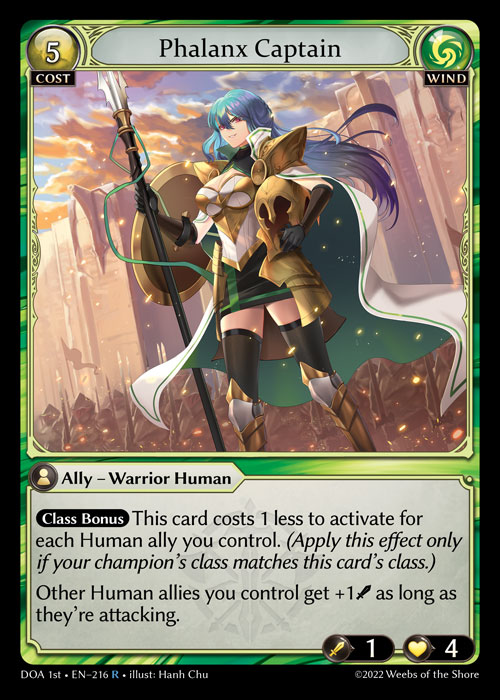 5
Phalanx Captain
COST
WIND
Ally – Warrior Human
Class Bonus This card costs 1 less to activate for
each Human ally you control. (Apply this effect only
if your champion's class matches this card's class.)
Other Human allies you control get +1 as long as
they're attacking.
1
4
DOA 1st • EN–216 R • illust: Hanh Chu
©2022 Weebs of the Shore